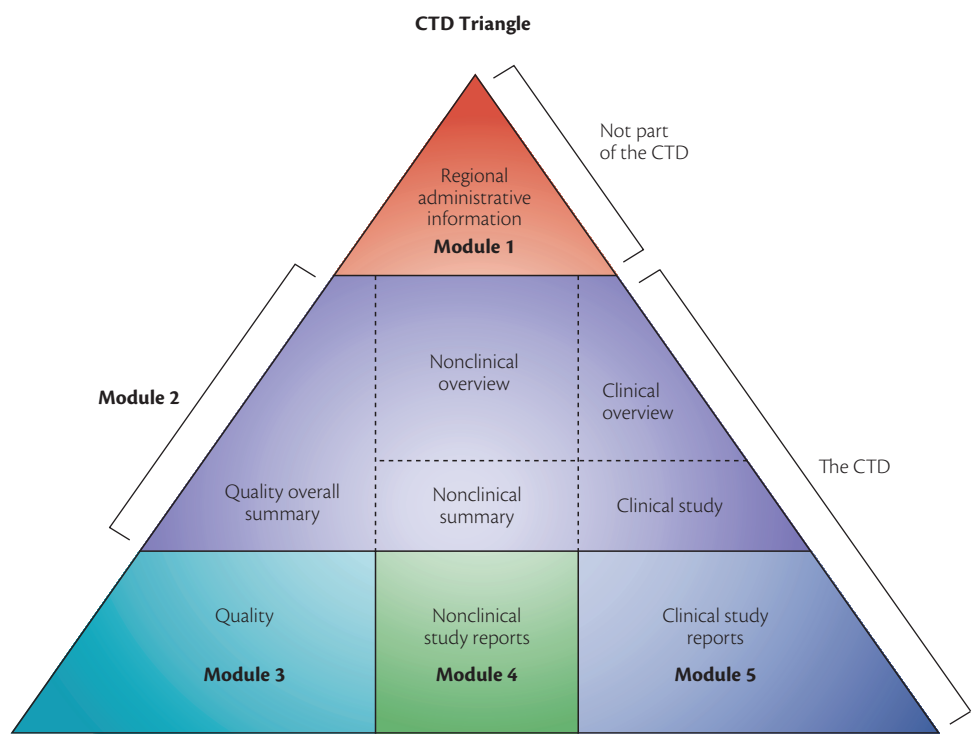 CTD Triangle
Not part
of the CTD
Regional
administrative
information
Module 1
Module 2
Nonclinical
overview
Clinical
overview
The CTD
Quality overall
summary
Nonclinical
summary
Clinical study
Quality
Module 3
Nonclinical
study reports
Module 4
Clinical study
reports
Module 5